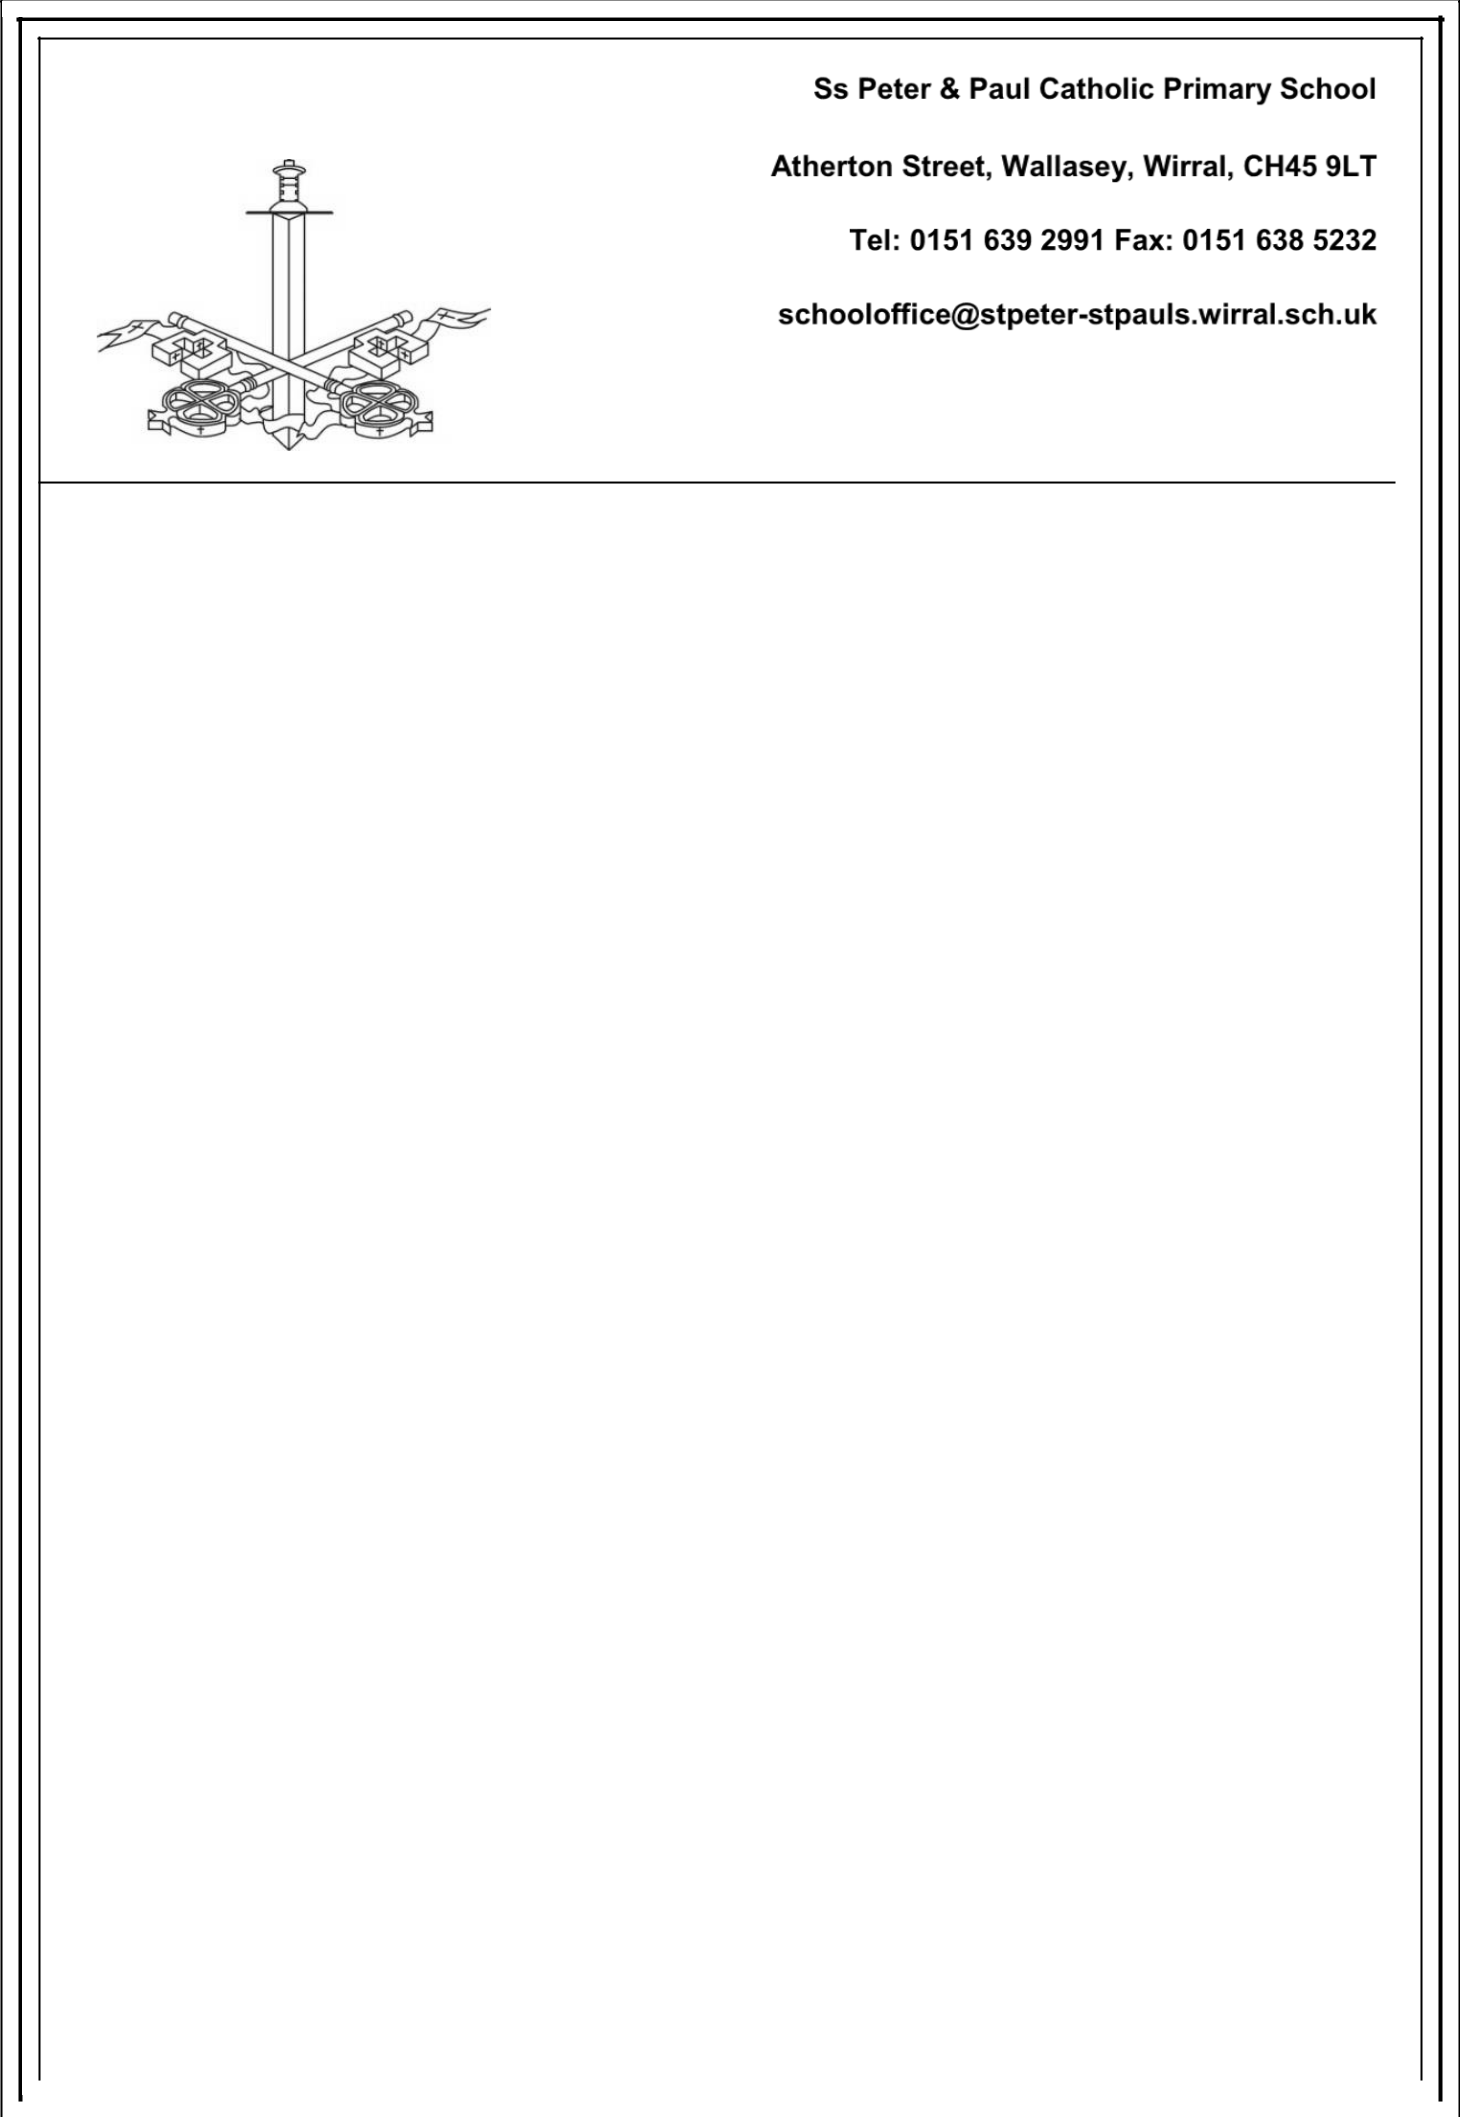 Ss Peter & Paul Catholic Primary School
Atherton Street, Wallasey, Wirral, CH45 9LT
Tel: 0151 639 2991 Fax: 0151 638 5232
schooloffice@stpeter-stpauls.wirral.sch.uk